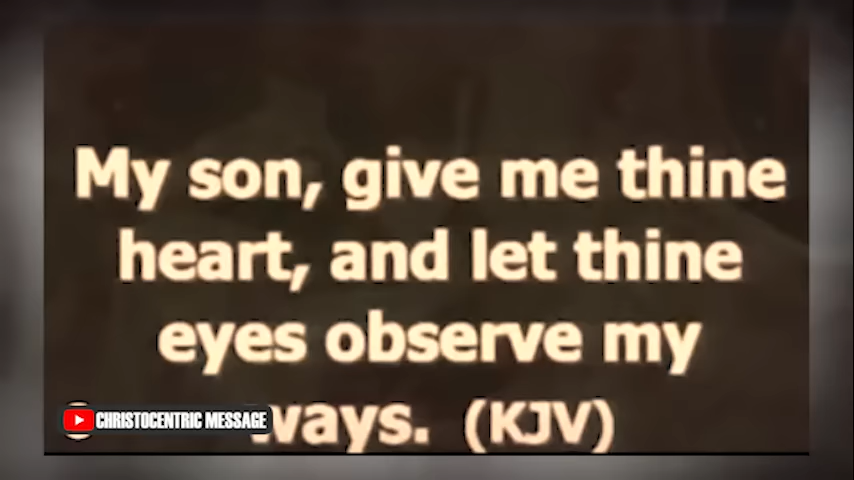 My son, give me thine
heart, and let thine
eyes observe my
ways. (KJV)
CHRISTOCENTRIC MESSAGE